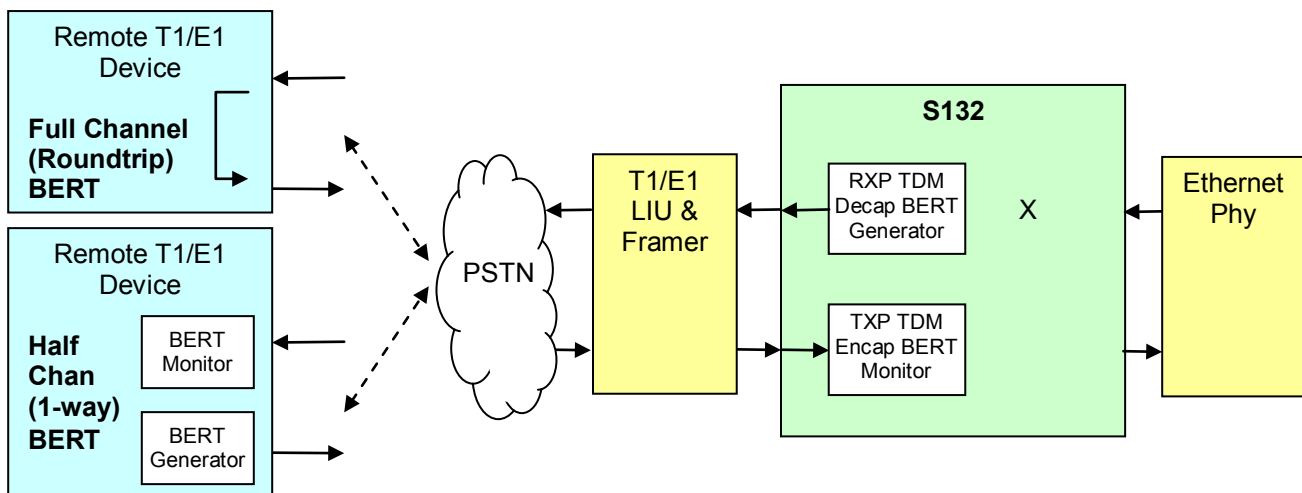 Remote T1/E1
Device
Full Channel
(Roundtrip)
BERT
Remote T1/E1
Device
Half
Chan
(1-way)
BERT
BERT
Monitor
BERT
Generator
PSTN
T1/E1
LIU &
Framer
S132
RXP TDM
Decap BERT
Generator
X
TXP TDM
Encap BERT
Monitor
Ethernet
Phy